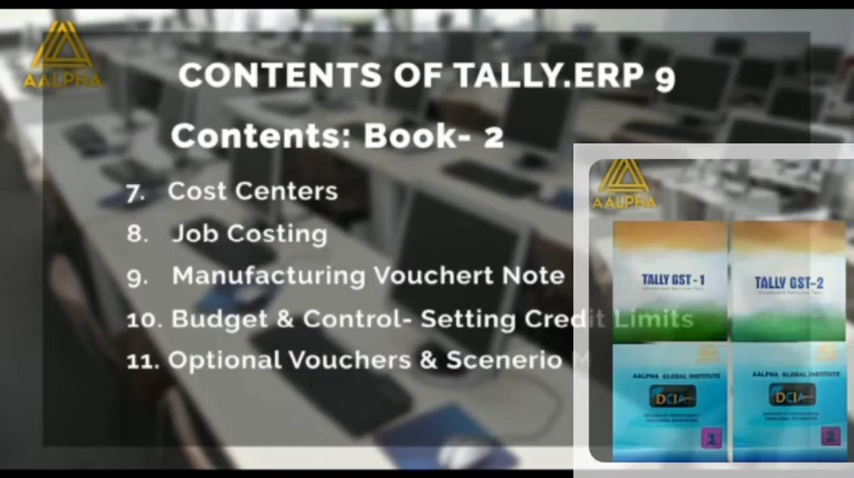 AALPHA
CONTENTS OF TALLY.ERP 9
Contents: Book- 2
7. Cost Centers
8. Job Costing
9. Manufacturing Vouchert Note
10. Budget & Control- Setting Credit Limits
11. Optional Vouchers & Scenerio M
AALPHA
TALLY GST - 1
TALLY GST-2
AALPHA GLOBAL INSTITUTE
AALPHA GLOBAL INSTITUTE
DCIA
DCIA
1
2